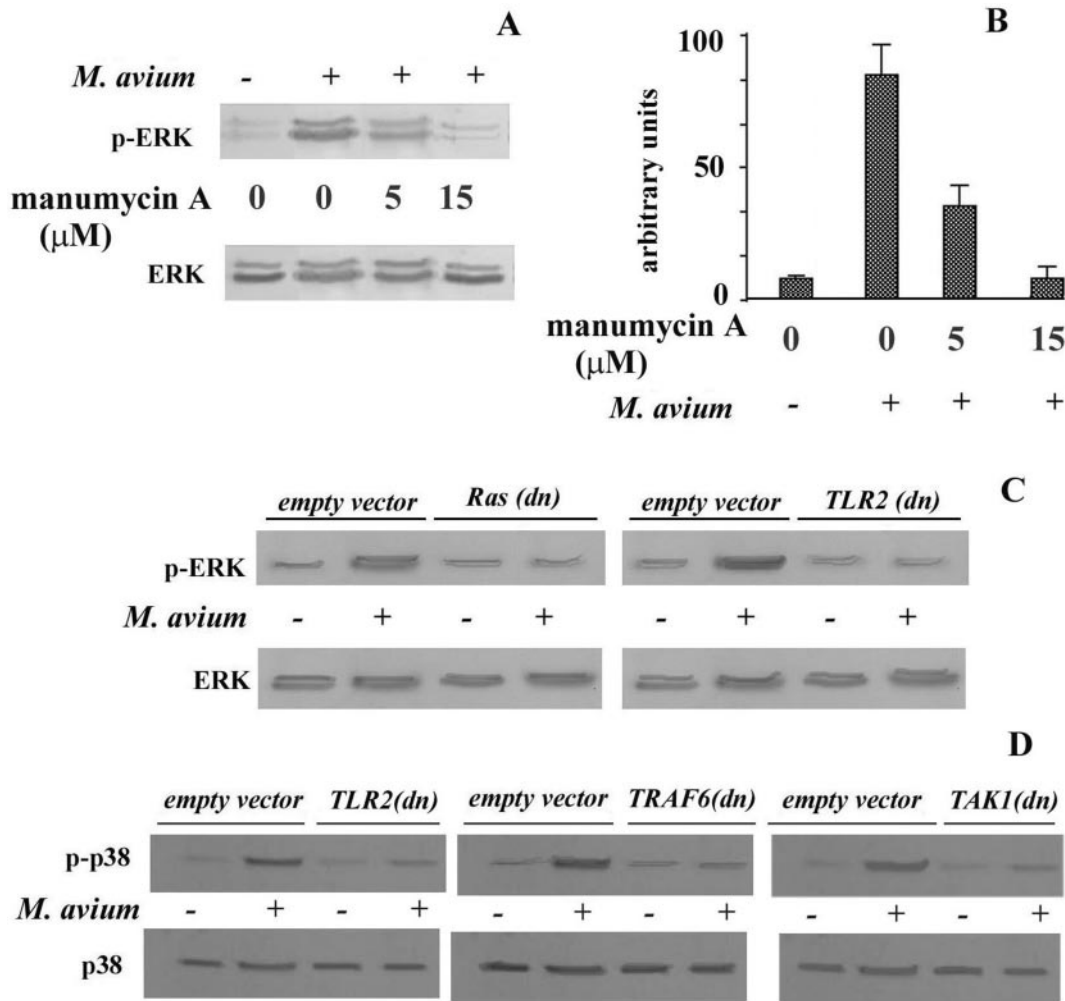 A
M. avium - + + +
p-ERK
manumycin A 0 0 5 15
(μM)
ERK
B
100
50
0
arbitrary units
manumycin A 0 0 5 15
(μM)
M. avium - + + +
C
empty vector Ras (dn) empty vector TLR2 (dn)
p-ERK
M. avium - + - + - + - +
ERK
D
empty vector TLR2(dn) empty vector TRAF6(dn) empty vector TAK1(dn)
p-p38
M. avium - + - + - + - + - + - +
p38